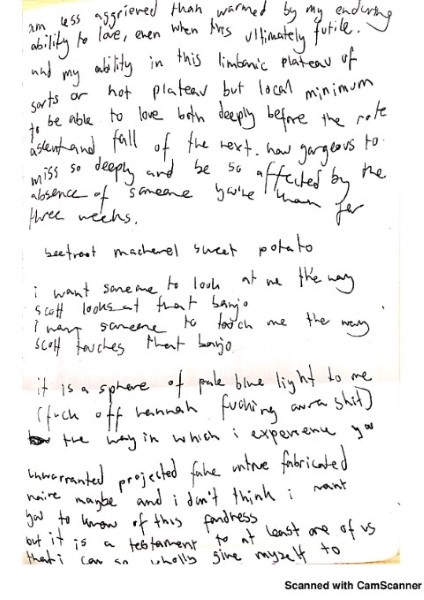 am less aggrieved than warmed by my enduring
ability to love, even when this ultimately futile.
and my ability in this limbanic plateau of
sorts or not plateau but local minimum
to be able to love both deeply before the
ascent and fall of the next. how gorgeous to
miss so deeply and be so affected by the
absence of someone you're than for
three weeks.
beetroot mackerel sweet potato
i want someone to look at me the way
scott looks at that banjo
i want someone to touch me the way
scott touches that banjo
it is a sphere of pale blue light to me
(fuck off hannah fucking aura shit)
the way in which i experience you
unwarranted projected fake untrue fabricated
naive maybe and i don't think i want
you to know of this fondness
but it is a testament to at least one of us
that i can so wholly give myself to
Scanned with CamScanner